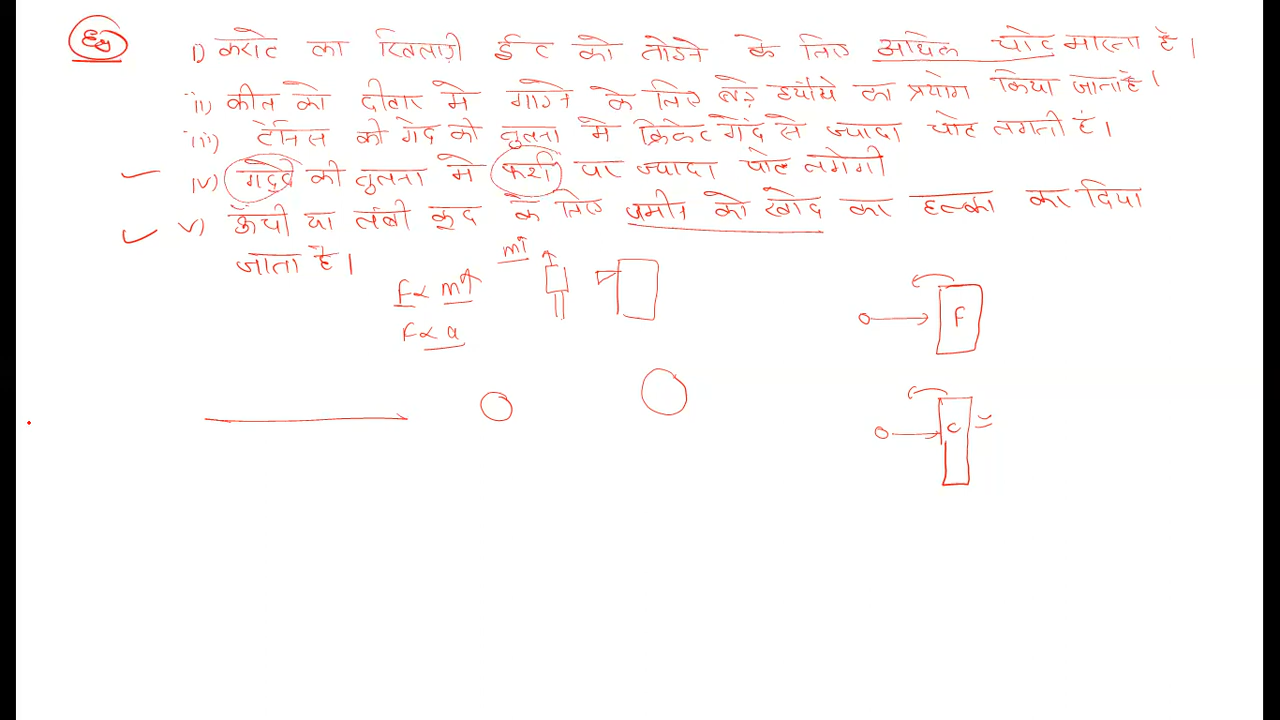 Ex
i) कराटे का खिलाड़ी ईंट को तोड़ने के लिए अधिक चोट मारता है।
ii) कील को दीवार मे गाड़ने के लिए बड़े हथौड़े का प्रयोग किया जाता है।
iii) टेनिस की गेंद की तुलना मे क्रिकेट गेंद से ज्यादा चोट लगती है।
iv) गद्दे की तुलना मे फर्श पर ज्यादा चोट लगेगी
v) ऊँची या लंबी कूद के लिए जमीन को खोद कर हल्का कर दिया
जाता है।
m↑
F∝ m↑
F∝ a
F
C